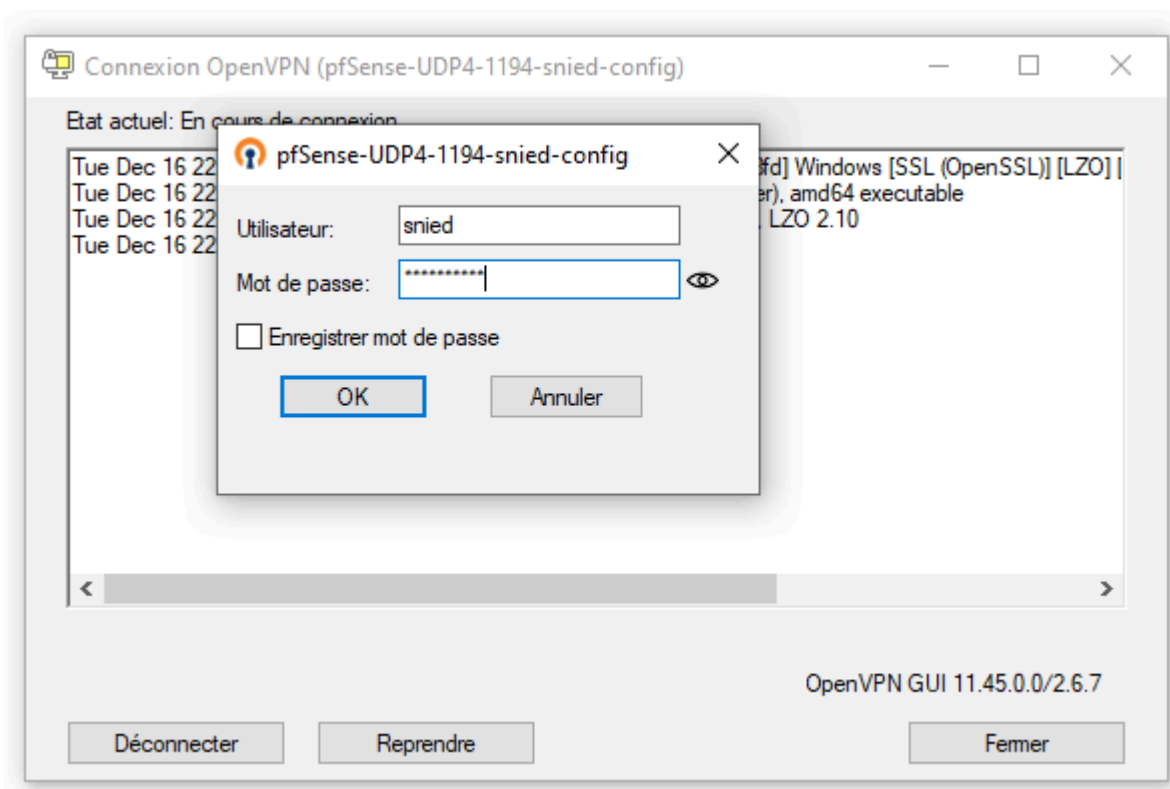 Connexion OpenVPN (pfSense-UDP4-1194-snied-config)
Etat actuel: En cours de connexion
pfSense-UDP4-1194-snied-config
Tue Dec 16 22 3fd] Windows [SSL (OpenSSL)] [LZO] [
Tue Dec 16 22 er), amd64 executable
Tue Dec 16 22 LZO 2.10
Tue Dec 16 22
Utilisateur: snied
Mot de passe: **********
Enregistrer mot de passe
OK Annuler
OpenVPN GUI 11.45.0.0/2.6.7
Déconnecter Reprendre Fermer